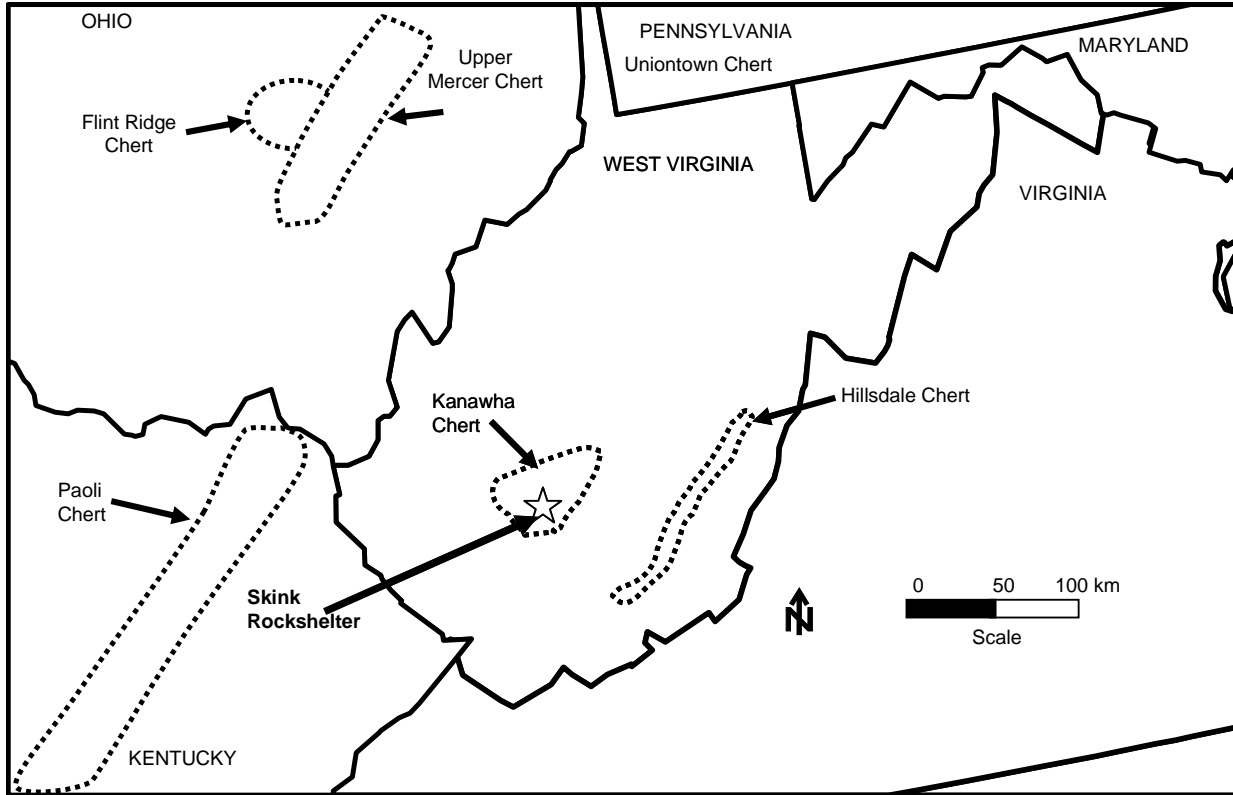 OHIO
PENNSYLVANIA
Uniontown Chert
MARYLAND
Upper
Mercer Chert
Flint Ridge
Chert
WEST VIRGINIA
VIRGINIA
Kanawha
Chert
Hillsdale Chert
Paoli
Chert
Skink
Rockshelter
0 50 100 km
Scale
N
KENTUCKY